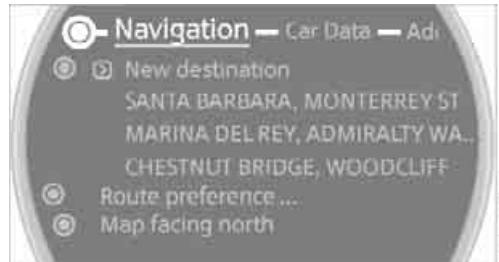 Navigation — Car Data — Adi
New destination
SANTA BARBARA, MONTERREY ST
MARINA DEL REY, ADMIRALTY WA..
CHESTNUT BRIDGE, WOODCLIFF
Route preference ...
Map facing north